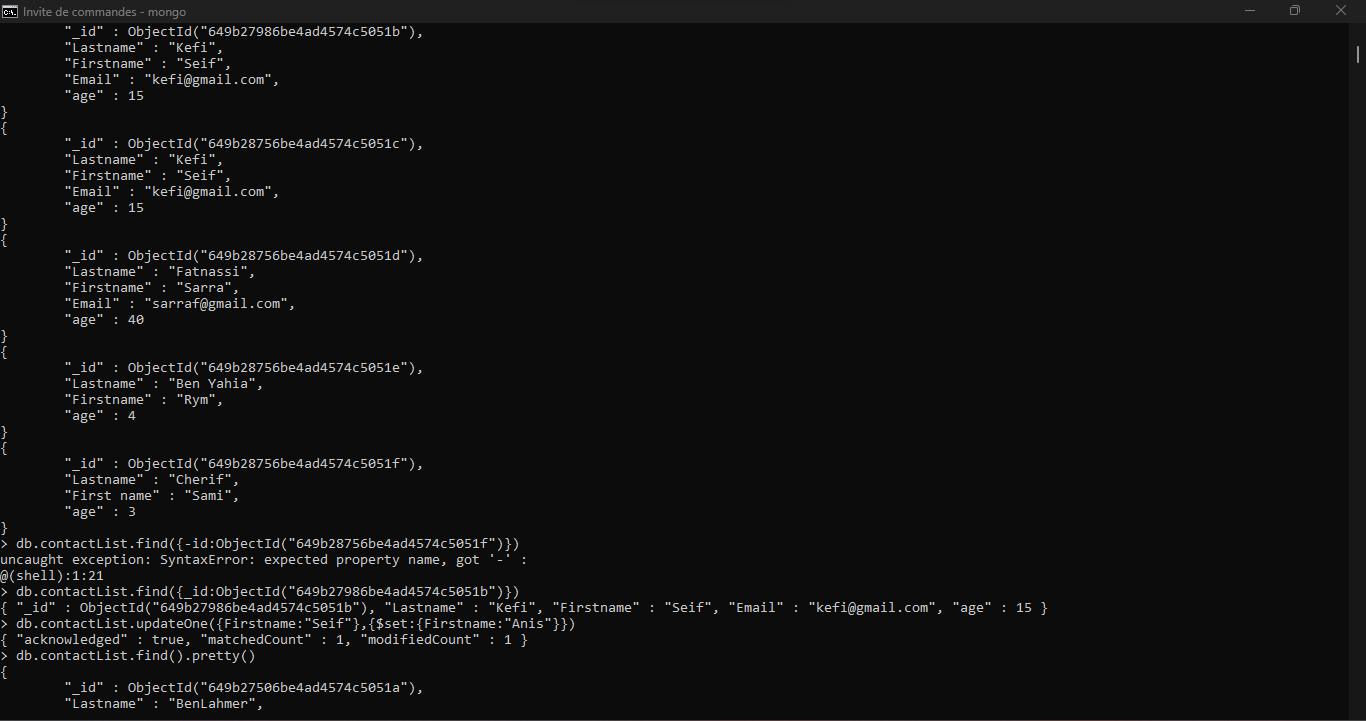 Invite de commandes - mongo
"_id" : ObjectId("649b27986be4ad4574c5051b"),
"Lastname" : "Kefi",
"Firstname" : "Seif",
"Email" : "kefi@gmail.com",
"age" : 15
}
{
"_id" : ObjectId("649b28756be4ad4574c5051c"),
"Lastname" : "Kefi",
"Firstname" : "Seif",
"Email" : "kefi@gmail.com",
"age" : 15
}
{
"_id" : ObjectId("649b28756be4ad4574c5051d"),
"Lastname" : "Fatnassi",
"Firstname" : "Sarra",
"Email" : "sarraf@gmail.com",
"age" : 40
}
{
"_id" : ObjectId("649b28756be4ad4574c5051e"),
"Lastname" : "Ben Yahia",
"Firstname" : "Rym",
"age" : 4
}
{
"_id" : ObjectId("649b28756be4ad4574c5051f"),
"Lastname" : "Cherif",
"First name" : "Sami",
"age" : 3
}
> db.contactList.find({-id:ObjectId("649b28756be4ad4574c5051f")})
uncaught exception: SyntaxError: expected property name, got '-' :
@(shell):1:21
> db.contactList.find({_id:ObjectId("649b27986be4ad4574c5051b")})
{ "_id" : ObjectId("649b27986be4ad4574c5051b"), "Lastname" : "Kefi", "Firstname" : "Seif", "Email" : "kefi@gmail.com", "age" : 15 }
> db.contactList.updateOne({Firstname:"Seif"},{$set:{Firstname:"Anis"}})
{ "acknowledged" : true, "matchedCount" : 1, "modifiedCount" : 1 }
> db.contactList.find().pretty()
{
"_id" : ObjectId("649b27506be4ad4574c5051a"),
"Lastname" : "BenLahmer",